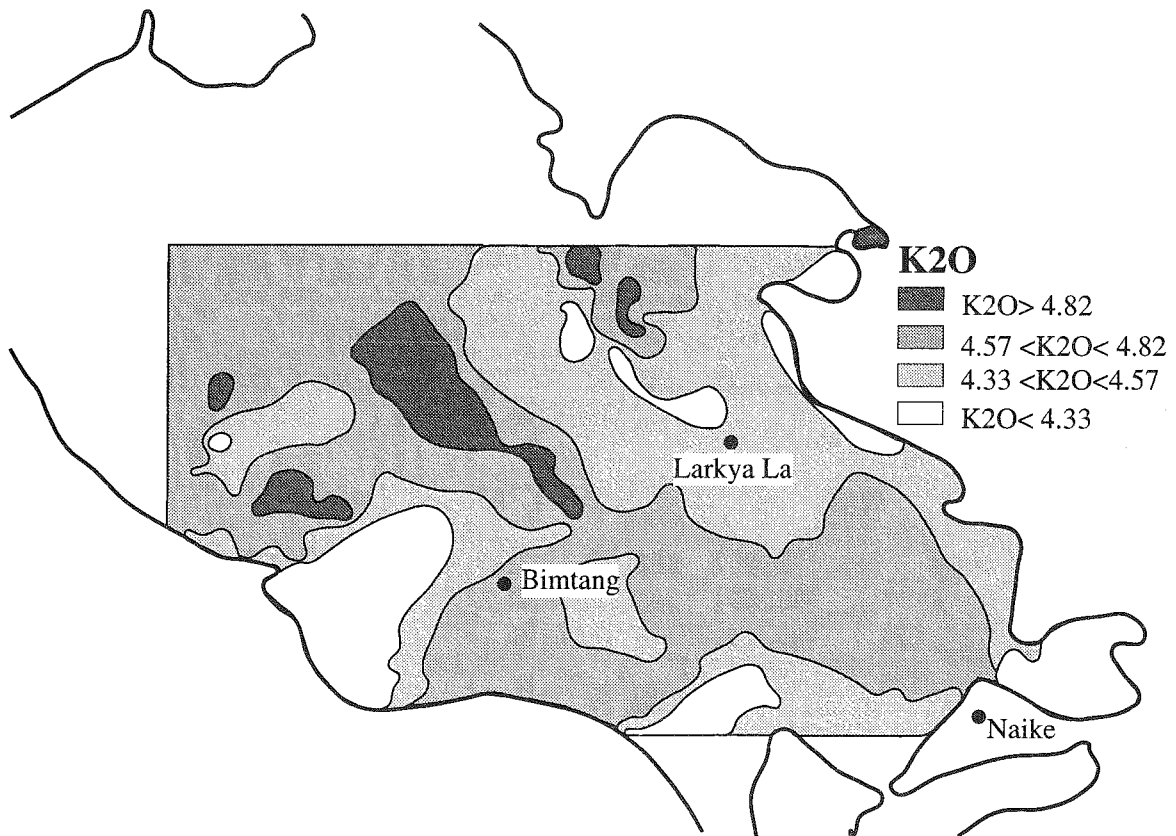 K2O
K2O> 4.82
4.57 <K2O< 4.82
4.33 <K2O<4.57
K2O< 4.33
Larkya La
Bimtang
Naike